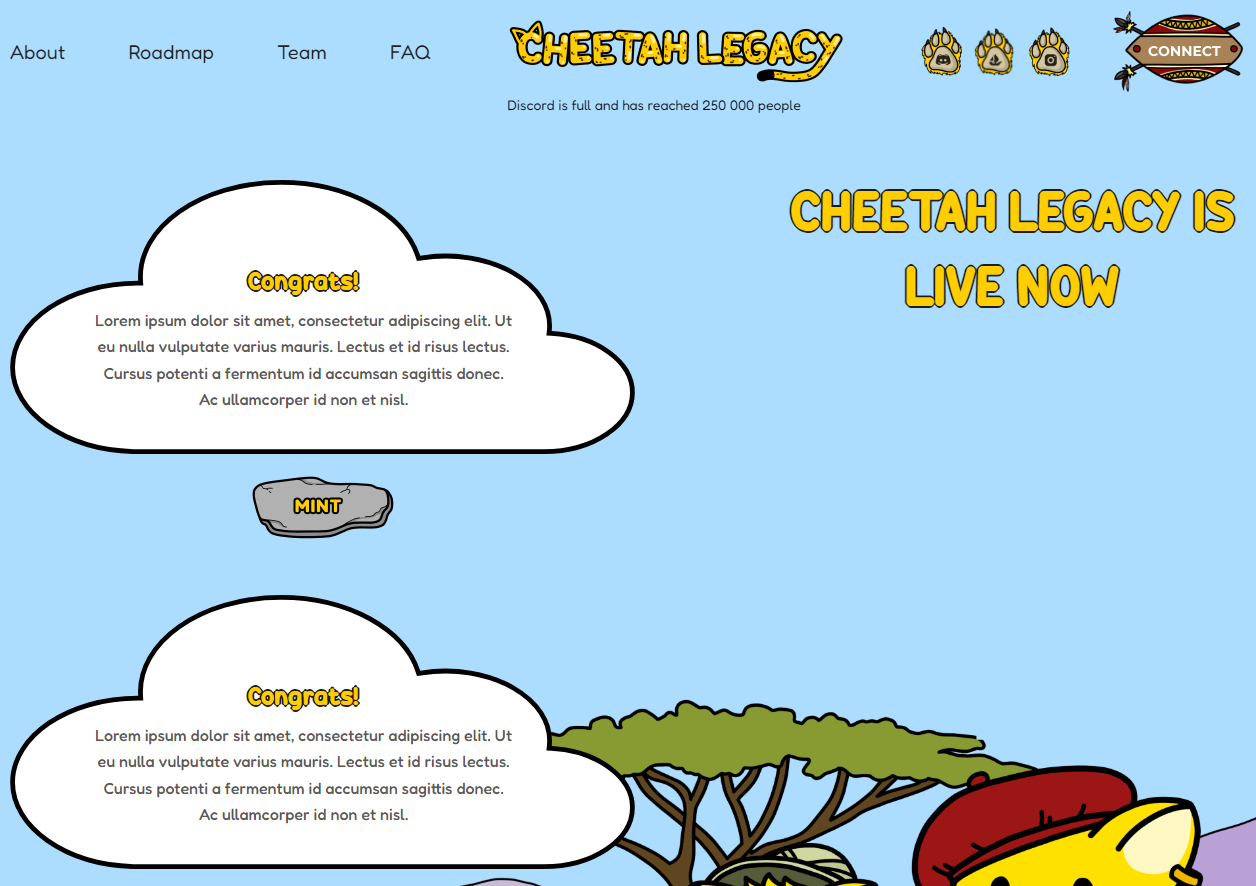 About Roadmap Team FAQ
CHEETAH LEGACY
CONNECT
Discord is full and has reached 250 000 people
CHEETAH LEGACY IS
LIVE NOW
Congrats!
Lorem ipsum dolor sit amet, consectetur adipiscing elit. Ut
eu nulla vulputate varius mauris. Lectus et id risus lectus.
Cursus potenti a fermentum id accumsan sagittis donec.
Ac ullamcorper id non et nisl.
MINT
Congrats!
Lorem ipsum dolor sit amet, consectetur adipiscing elit. Ut
eu nulla vulputate varius mauris. Lectus et id risus lectus.
Cursus potenti a fermentum id accumsan sagittis donec.
Ac ullamcorper id non et nisl.